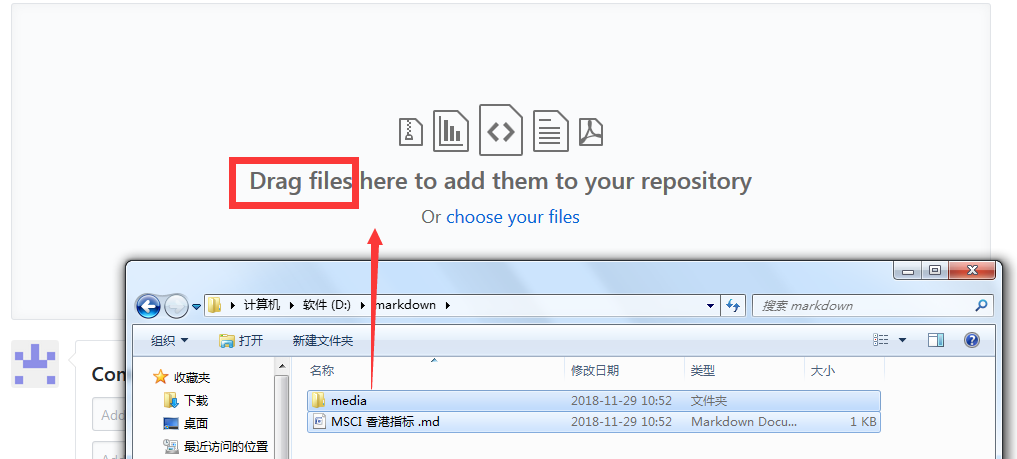 Drag files here to add them to your repository
Or choose your files
计算机 软件 (D:) markdown
搜索 markdown
组织 打开 新建文件夹
Com
Add
Add
收藏夹
下载
桌面
最近访问的位置
名称 修改日期 类型 大小
media 2018-11-29 10:52 文件夹
MSCI 香港指标 .md 2018-11-29 10:52 Markdown Docu... 1 KB